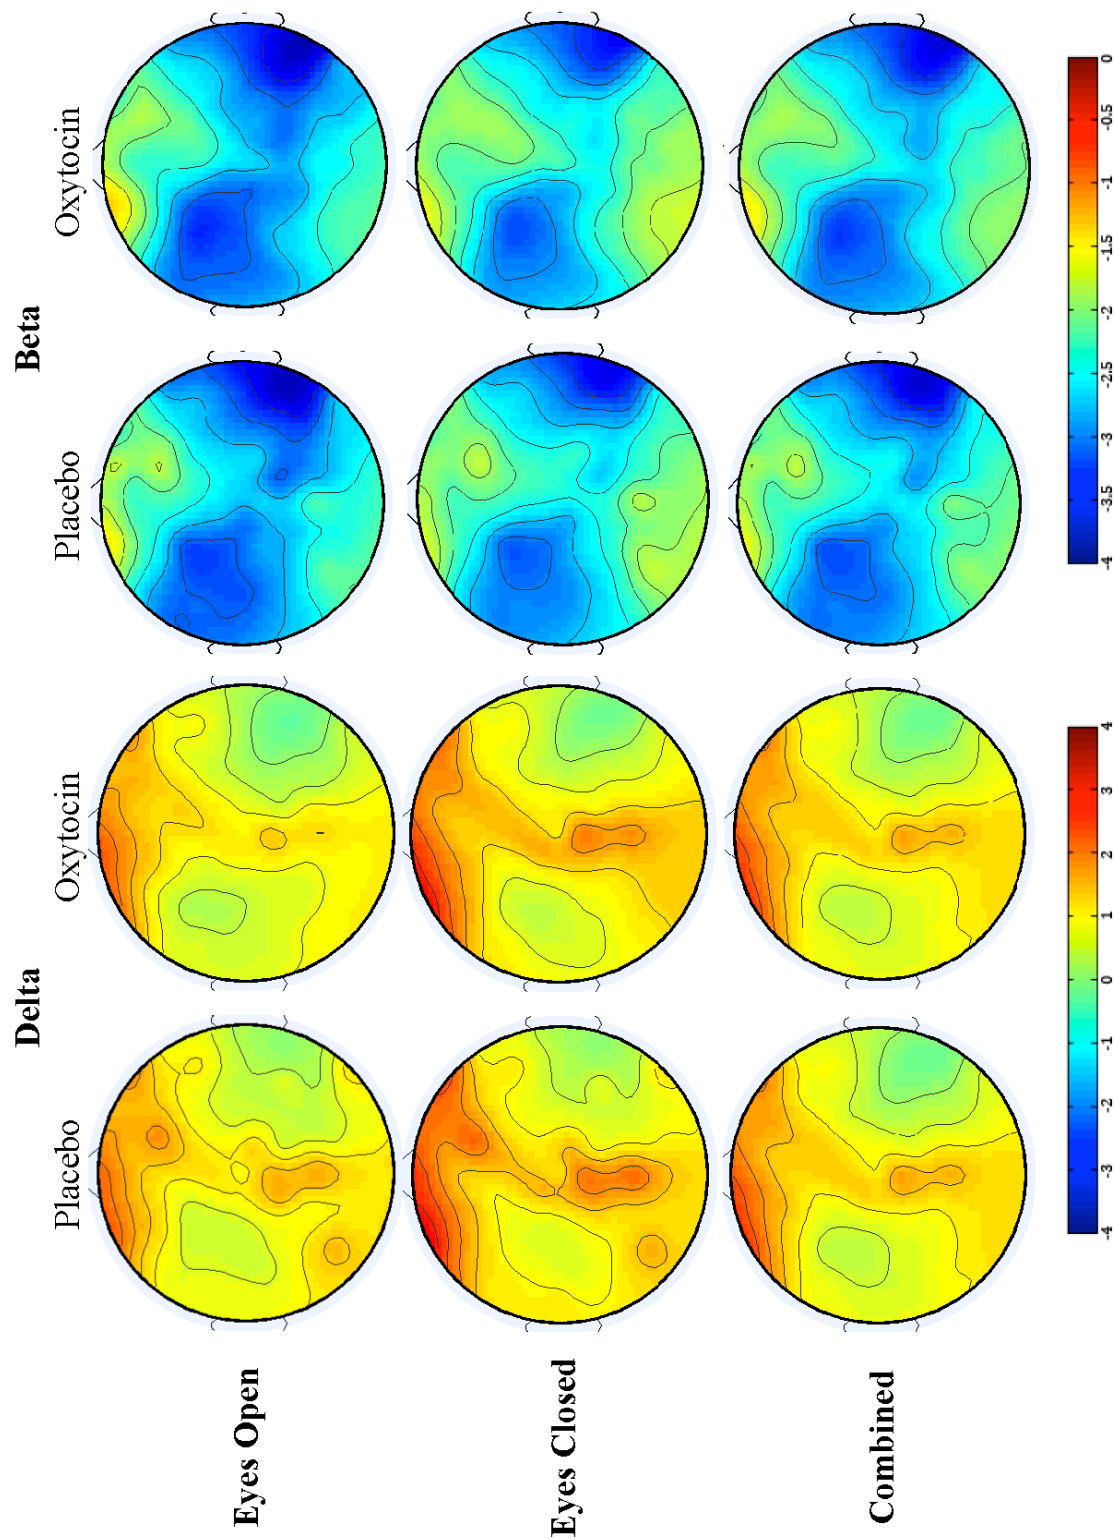 Delta Beta
Placebo Oxytocin Placebo Oxytocin
Eyes Open
Eyes Closed
Combined
-4 -3 -2 -1 0 1 2 3 4
-4 -3.5 -3 -2.5 -2 -1.5 -1 -0.5 0